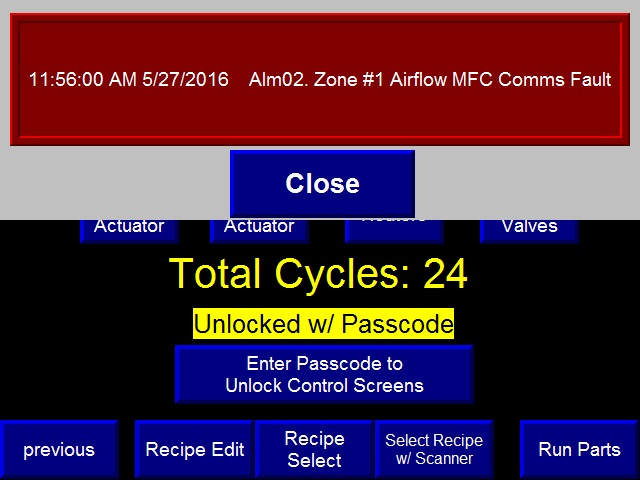 11:56:00 AM 5/27/2016 Alm02. Zone #1 Airflow MFC Comms Fault
Close
Actuator Actuator Heaters Valves
Total Cycles: 24
Unlocked w/ Passcode
Enter Passcode to
Unlock Control Screens
previous
Recipe Edit
Recipe
Select
Select Recipe
w/ Scanner
Run Parts